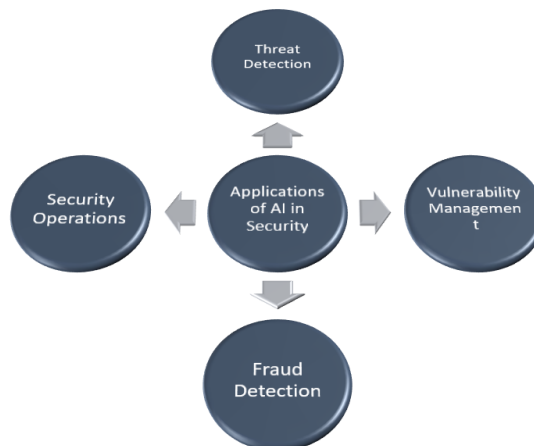 Threat
Detection
Security
Operations
Applications
of AI in
Security
Vulnerability
Managemen
t
Fraud
Detection